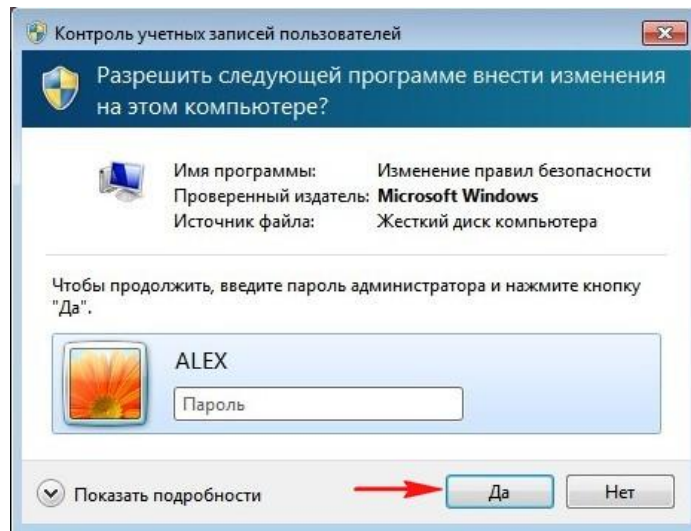 Контроль учетных записей пользователей
Разрешить следующей программе внести изменения
на этом компьютере?
Имя программы: Изменение правил безопасности
Проверенный издатель: Microsoft Windows
Источник файла: Жесткий диск компьютера
Чтобы продолжить, введите пароль администратора и нажмите кнопку
"Да".
ALEX
Пароль
Показать подробности Да Нет